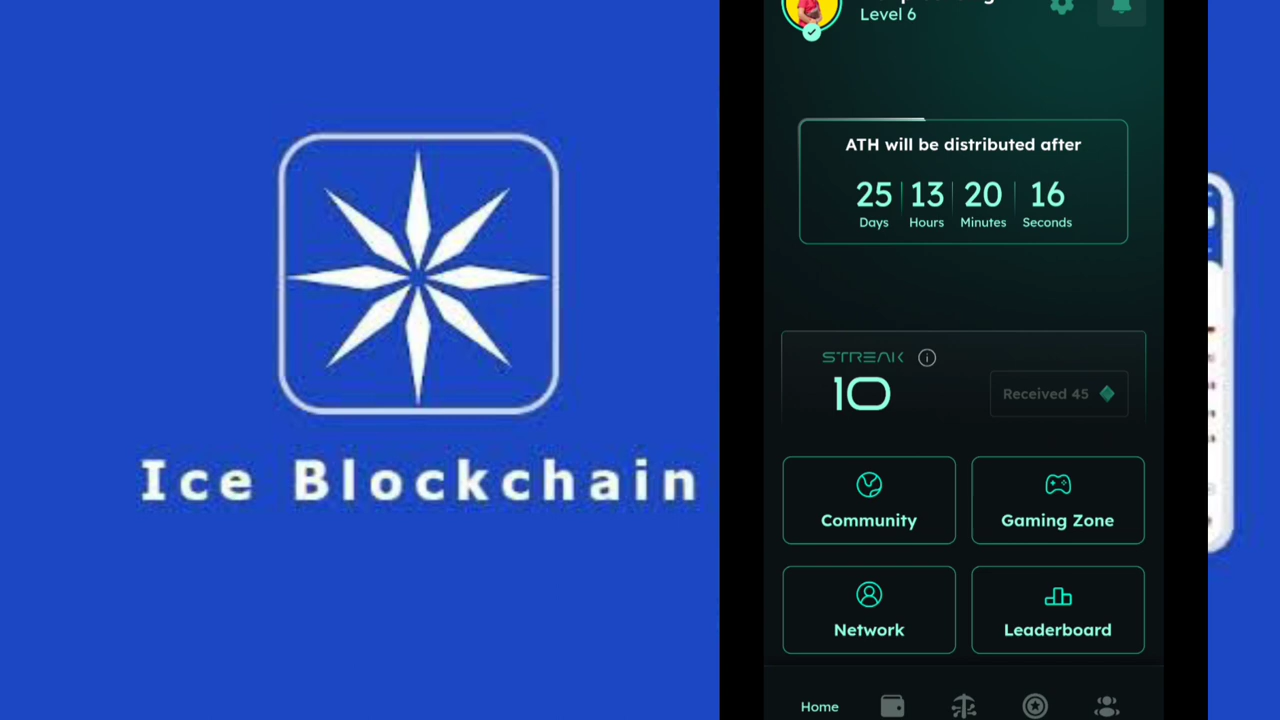 Ice Blockchain
Level 6
ATH will be distributed after
25 13 20 16
Days Hours Minutes Seconds
STREAK
10
Received 45
Community
Gaming Zone
Network
Leaderboard
Home